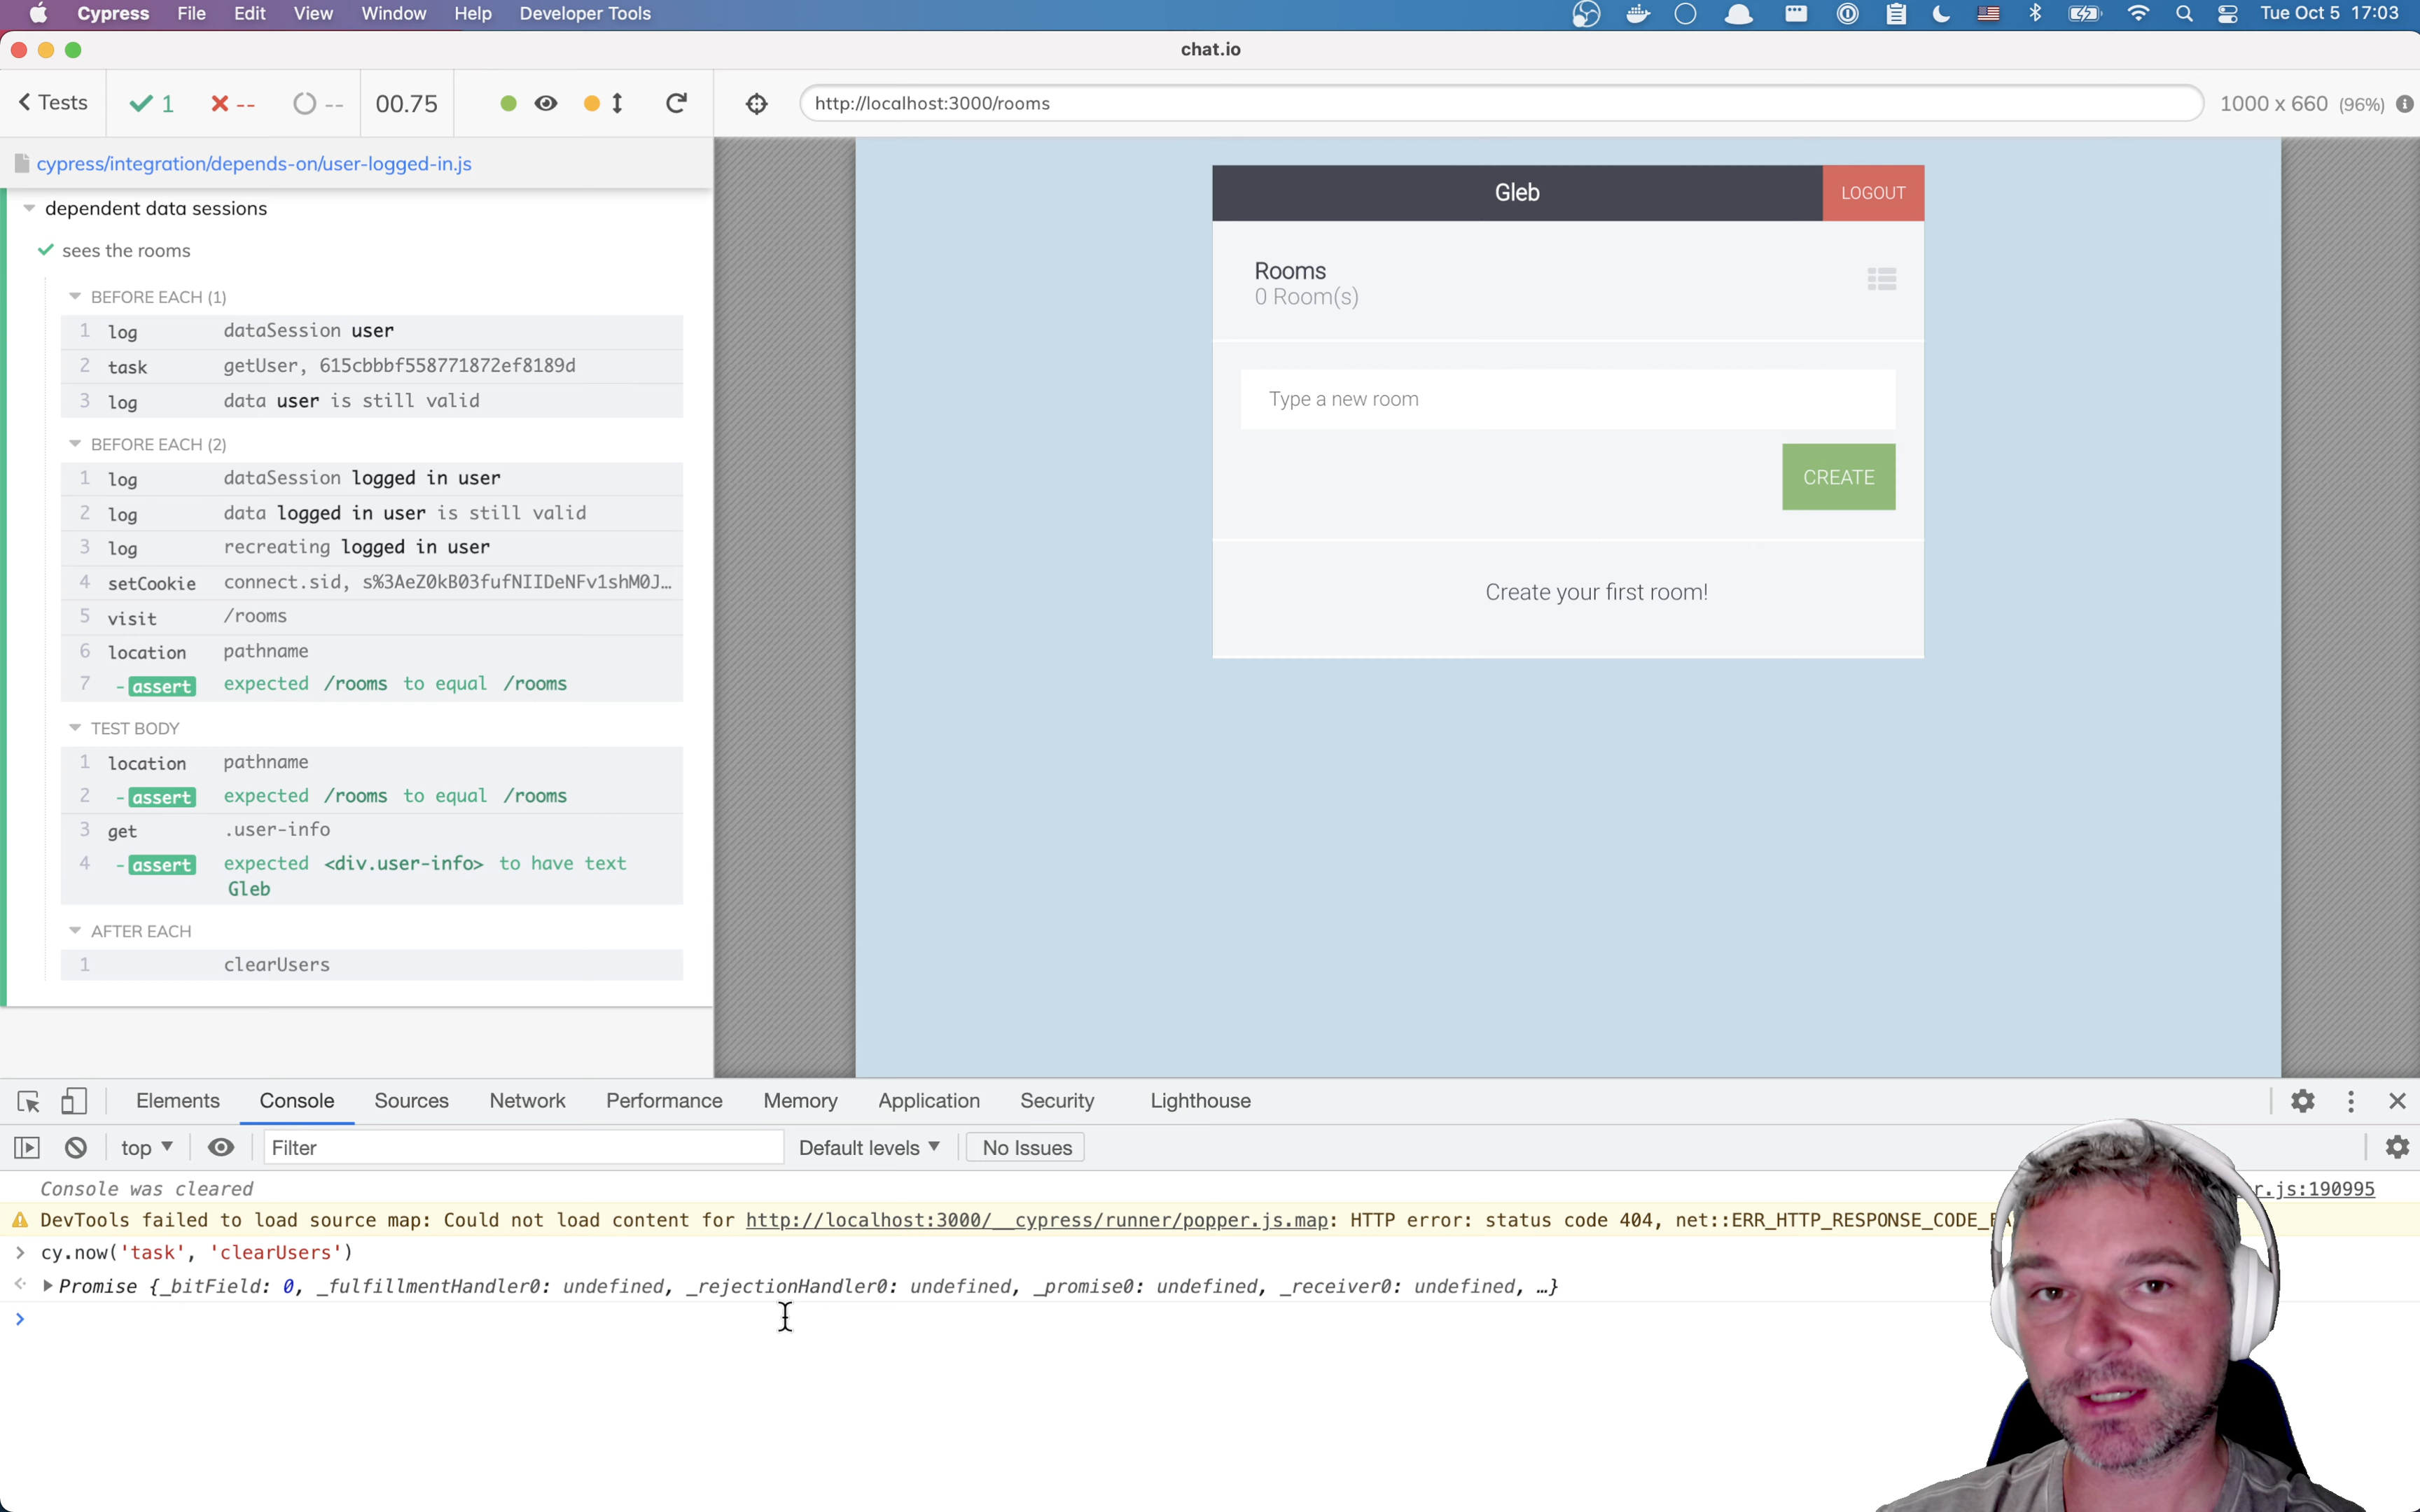 Cypress File Edit View Window Help Developer Tools Tue Oct 5 17:03
chat.io
Tests 1 -- -- 00.75 http://localhost:3000/rooms 1000 x 660 (96%)
cypress/integration/depends-on/user-logged-in.js
dependent data sessions
sees the rooms
BEFORE EACH (1)
1 log dataSession user
2 task getUser, 615cbbbf558771872ef8189d
3 log data user is still valid
BEFORE EACH (2)
1 log dataSession logged in user
2 log data logged in user is still valid
3 log recreating logged in user
4 setCookie connect.sid, s%3AeZ0kB03fufNIIDeNFv1shM0J…
5 visit /rooms
6 location pathname
7 -assert expected /rooms to equal /rooms
TEST BODY
1 location pathname
2 -assert expected /rooms to equal /rooms
3 get .user-info
4 -assert expected <div.user-info> to have text
Gleb
AFTER EACH
1 clearUsers
Gleb LOGOUT
Rooms
0 Room(s)
Type a new room
CREATE
Create your first room!
Elements Console Sources Network Performance Memory Application Security Lighthouse
top Filter Default levels No Issues
Console was cleared r.js:190995
DevTools failed to load source map: Could not load content for http://localhost:3000/__cypress/runner/popper.js.map: HTTP error: status code 404, net::ERR_HTTP_RESPONSE_CODE_
cy.now('task', 'clearUsers')
Promise {_bitField: 0, _fulfillmentHandler0: undefined, _rejectionHandler0: undefined, _promise0: undefined, _receiver0: undefined, …}